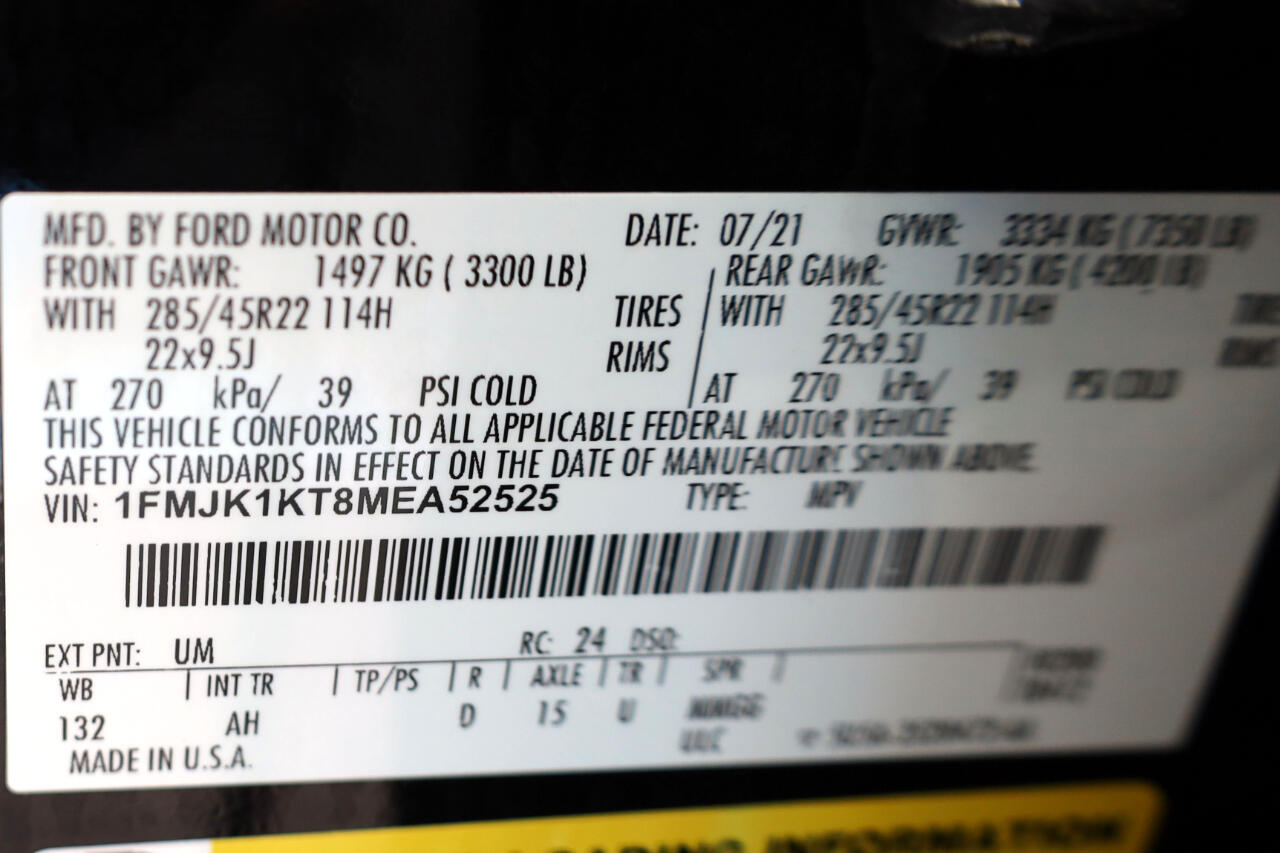 MFD. BY FORD MOTOR CO. DATE: 07/21 GVWR: 3334 KG ( 7350 LB)
FRONT GAWR: 1497 KG ( 3300 LB) REAR GAWR: 1905 KG ( 4200 LB)
WITH 285/45R22 114H TIRES WITH 285/45R22 114H TIRES
22x9.5J RIMS 22x9.5J RIMS
AT 270 kPa/ 39 PSI COLD AT 270 kPa/ 39 PSI COLD
THIS VEHICLE CONFORMS TO ALL APPLICABLE FEDERAL MOTOR VEHICLE
SAFETY STANDARDS IN EFFECT ON THE DATE OF MANUFACTURE SHOWN ABOVE.
VIN: 1FMJK1KT8MEA52525 TYPE: MPV
EXT PNT: UM RC: 24 DSO:
WB INT TR TP/PS R AXLE TR SPR
132 AH D 15 U
MADE IN U.S.A.
LOADING INFORMATION